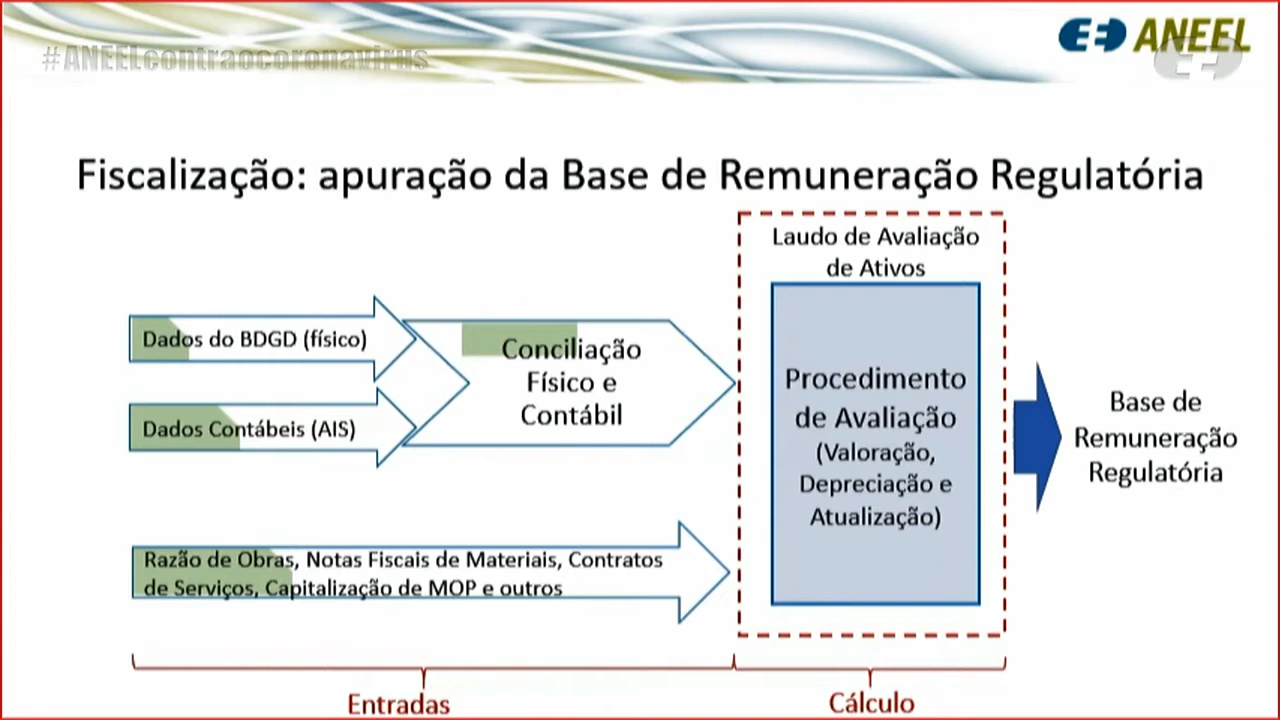 #ANEELcontraocoronavirus
ANEEL
Fiscalização: apuração da Base de Remuneração Regulatória
Laudo de Avaliação
de Ativos
Dados do BDGD (físico)
Dados Contábeis (AIS)
Conciliação
Físico e
Contábil
Procedimento
de Avaliação
(Valoração,
Depreciação e
Atualização)
Base de
Remuneração
Regulatória
Razão de Obras, Notas Fiscais de Materiais, Contratos
de Serviços, Capitalização de MOP e outros
Entradas
Cálculo